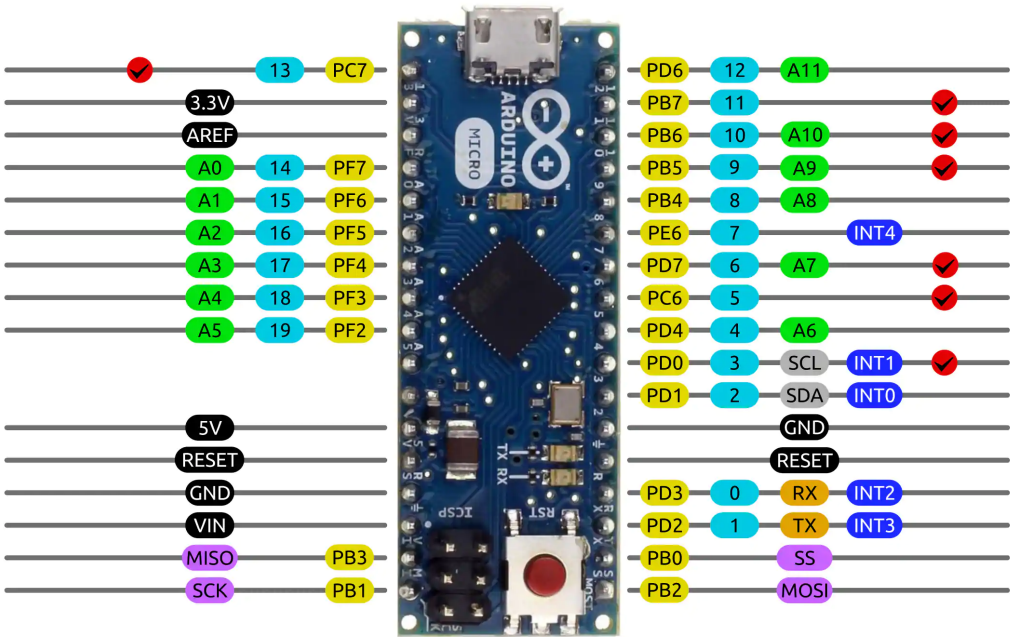 13 PC7
3.3V
AREF
A0 14 PF7
A1 15 PF6
A2 16 PF5
A3 17 PF4
A4 18 PF3
A5 19 PF2
5V
RESET
GND
VIN
MISO PB3
SCK PB1
ARDUINO
MICRO
TX
RX
ICSP
RST
PD6 12 A11
PB7 11
PB6 10 A10
PB5 9 A9
PB4 8 A8
PE6 7 INT4
PD7 6 A7
PC6 5
PD4 4 A6
PD0 3 SCL INT1
PD1 2 SDA INT0
GND
RESET
PD3 0 RX INT2
PD2 1 TX INT3
PB0 SS
PB2 MOSI